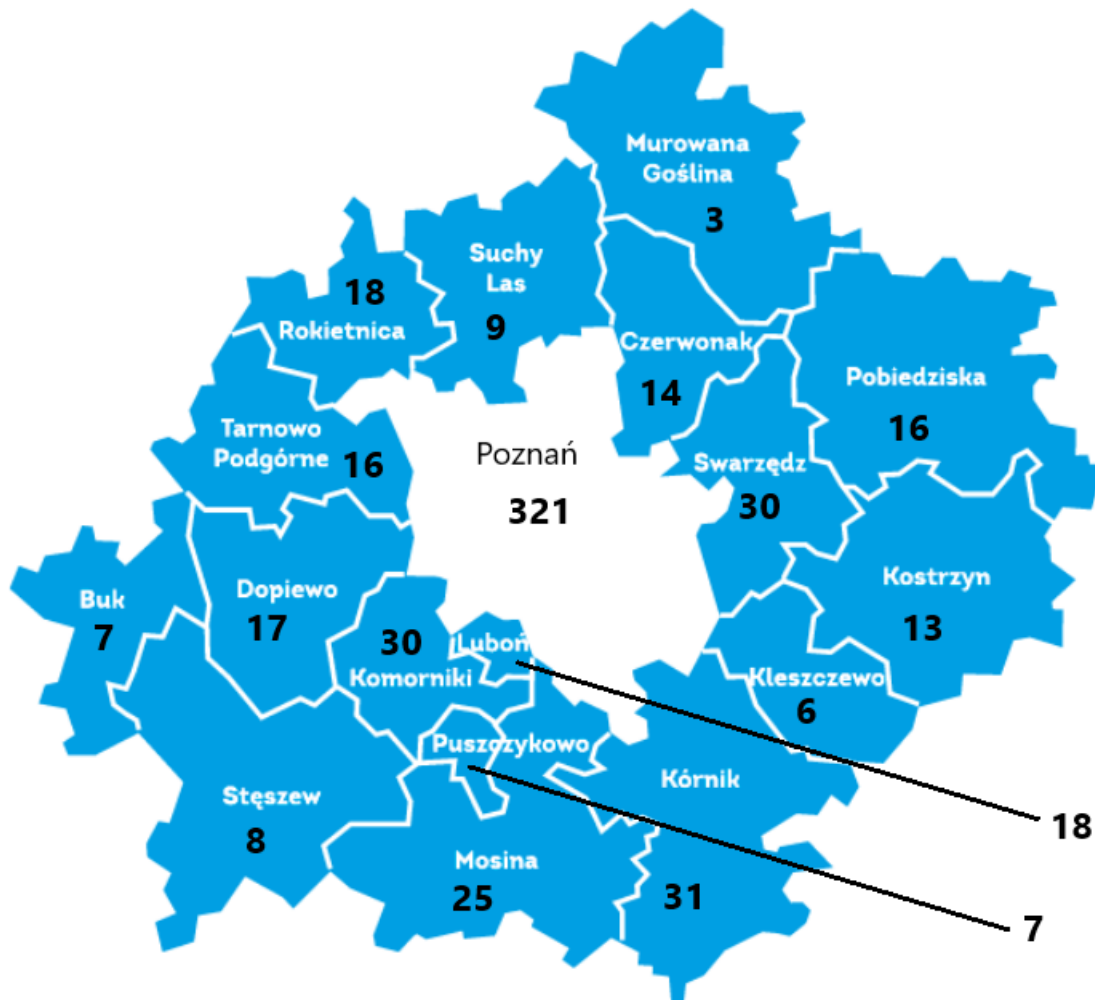 Murowana
Goślina
3
Suchy
Las
9
18
Rokietnica
Czerwonak
14
Pobiedziska
16
Tarnowo
Podgórne
16
Poznań
321
Swarzędz
30
Buk
7
Dopiewo
17
Kostrzyn
13
30
Komorniki
Luboń
Kleszczewo
6
Puszczykowo
Kórnik
Stęszew
8
18
Mosina
25
31
7